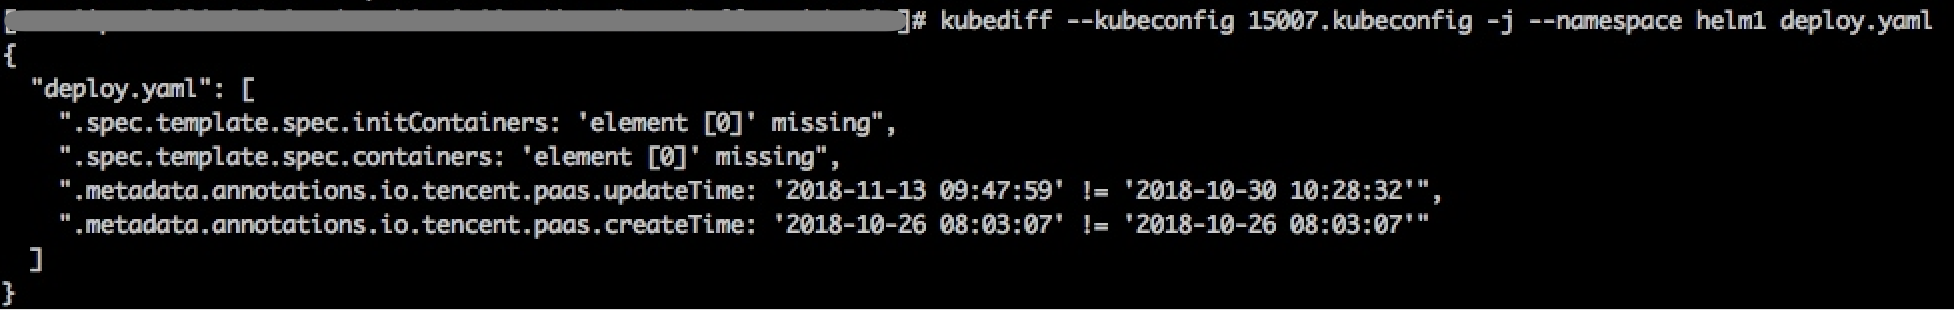 [ ]# kubediff --kubeconfig 15007.kubeconfig -j --namespace helm1 deploy.yaml
{
"deploy.yaml": [
".spec.template.spec.initContainers: 'element [0]' missing",
".spec.template.spec.containers: 'element [0]' missing",
".metadata.annotations.io.tencent.paas.updateTime: '2018-11-13 09:47:59' != '2018-10-30 10:28:32'",
".metadata.annotations.io.tencent.paas.createTime: '2018-10-26 08:03:07' != '2018-10-26 08:03:07'"
]
}